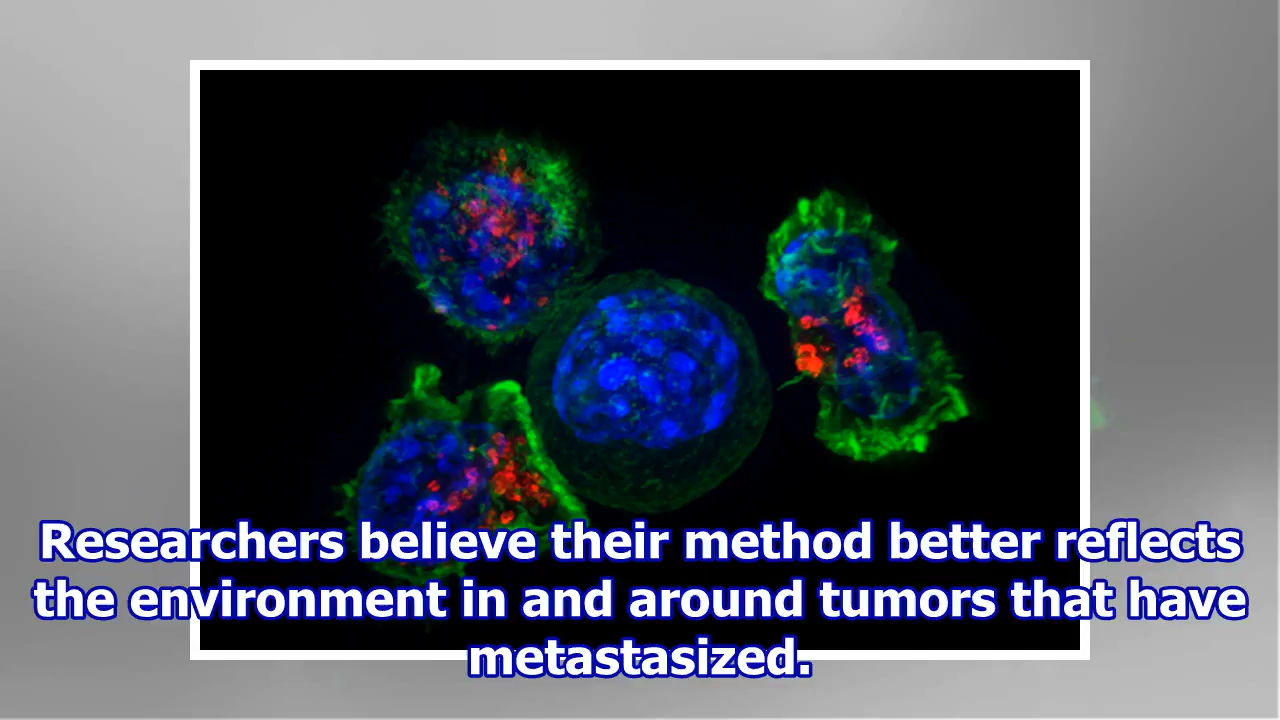 Researchers believe their method better reflects
the environment in and around tumors that have
metastasized.